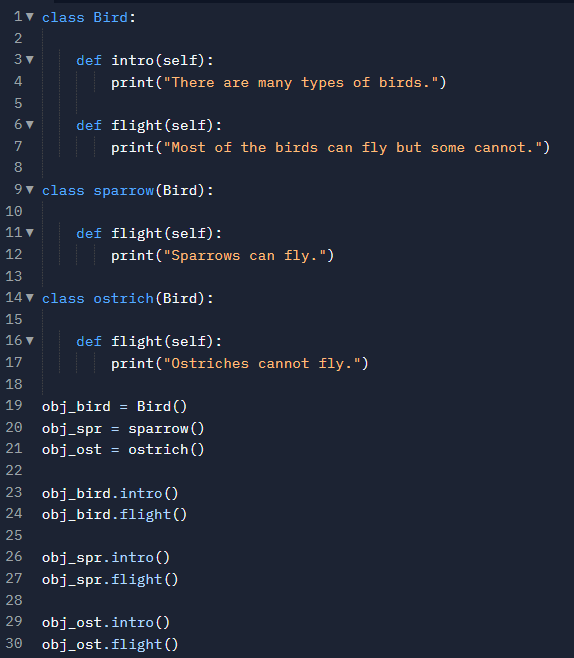 1 class Bird:
2
3     def intro(self):
4         print("There are many types of birds.")
5
6     def flight(self):
7         print("Most of the birds can fly but some cannot.")
8
9 class sparrow(Bird):
10
11     def flight(self):
12         print("Sparrows can fly.")
13
14 class ostrich(Bird):
15
16     def flight(self):
17         print("Ostriches cannot fly.")
18
19 obj_bird = Bird()
20 obj_spr = sparrow()
21 obj_ost = ostrich()
22
23 obj_bird.intro()
24 obj_bird.flight()
25
26 obj_spr.intro()
27 obj_spr.flight()
28
29 obj_ost.intro()
30 obj_ost.flight()